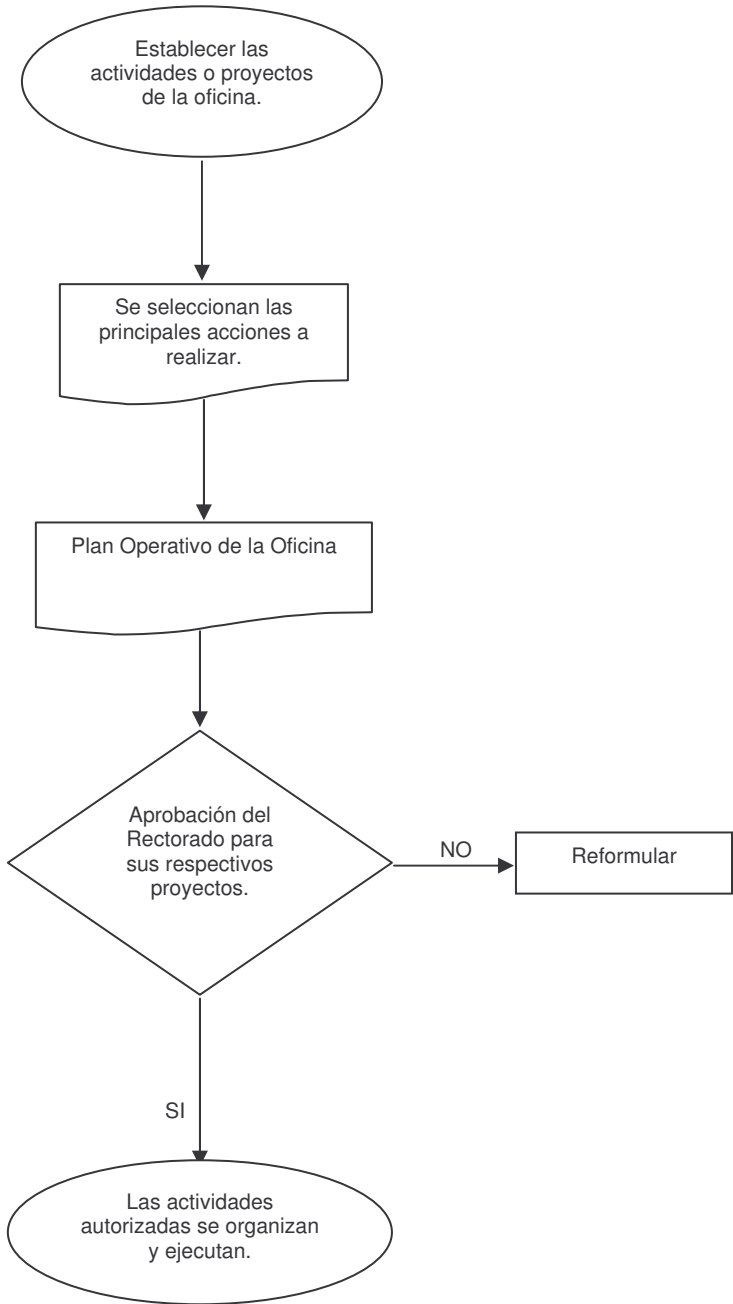 Establecer las
actividades o proyectos
de la oficina.
Se seleccionan las
principales acciones a
realizar.
Plan Operativo de la Oficina
Aprobación del
Rectorado para
sus respectivos
proyectos.
NO
Reformular
SI
Las actividades
autorizadas se organizan
y ejecutan.